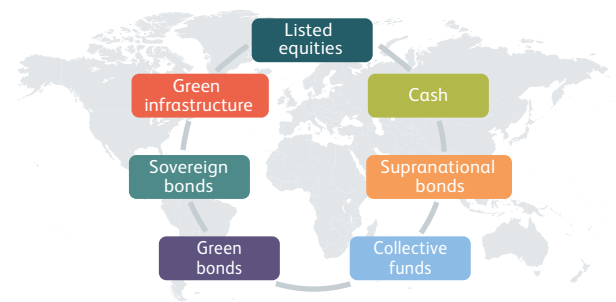 Listed
equities
Green
infrastructure
Cash
Sovereign
bonds
Supranational
bonds
Green
bonds
Collective
funds